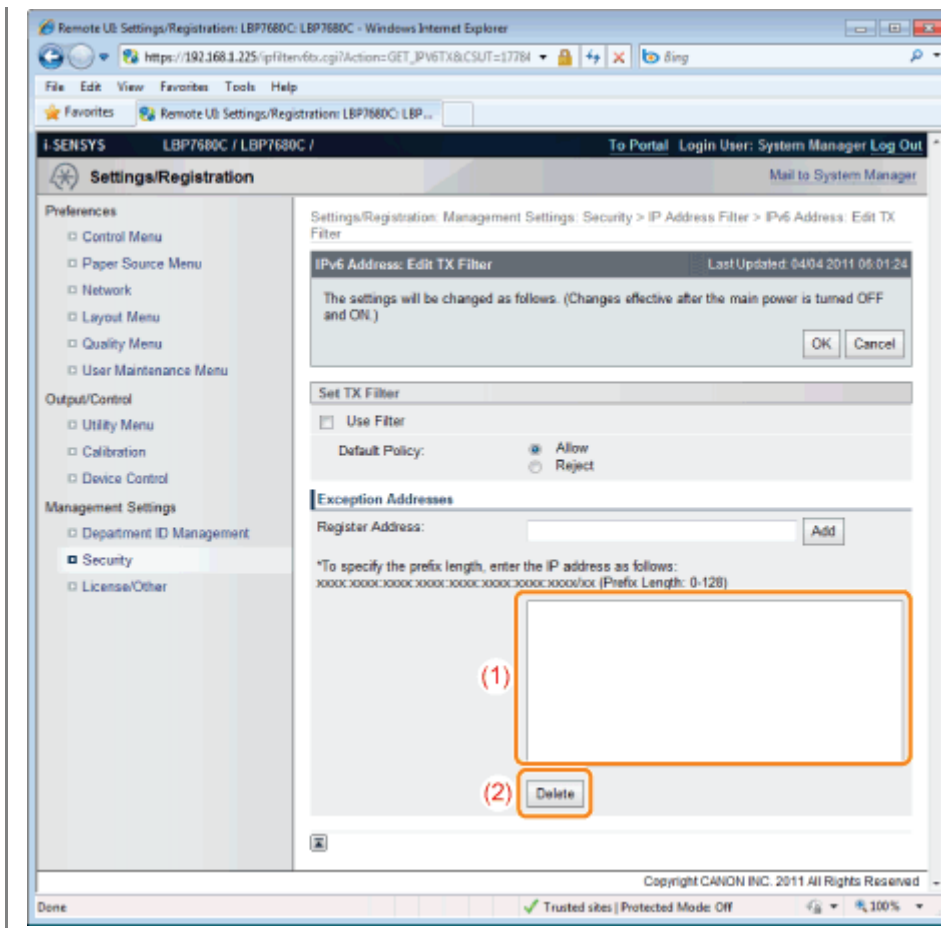 Remote UI: Settings/Registration: LBP7680C: LBP7680C - Windows Internet Explorer
https://192.168.1.225/ipfilterv6tx.cgi?Action=GET_IPV6TX&CSUT=17784
Bing
File Edit View Favorites Tools Help
Favorites
Remote UI: Settings/Registration: LBP7680C: LBP...
i-SENSYS LBP7680C / LBP7680C / To Portal Login User: System Manager Log Out
Settings/Registration Mail to System Manager
Preferences
Control Menu
Paper Source Menu
Network
Layout Menu
Quality Menu
User Maintenance Menu
Output/Control
Utility Menu
Calibration
Device Control
Management Settings
Department ID Management
Security
License/Other
Settings/Registration: Management Settings: Security > IP Address Filter > IPv6 Address: Edit TX
Filter
IPv6 Address: Edit TX Filter Last Updated: 04/04 2011 05:01:24
The settings will be changed as follows. (Changes effective after the main power is turned OFF
and ON.)
OK Cancel
Set TX Filter
Use Filter
Default Policy: Allow
Reject
Exception Addresses
Register Address: Add
*To specify the prefix length, enter the IP address as follows:
xxxx:xxxx:xxxx:xxxx:xxxx:xxxx:xxxx:xxxx/xx (Prefix Length: 0-128)
(1)
(2) Delete
Copyright CANON INC. 2011 All Rights Reserved
Done Trusted sites | Protected Mode: Off 100%